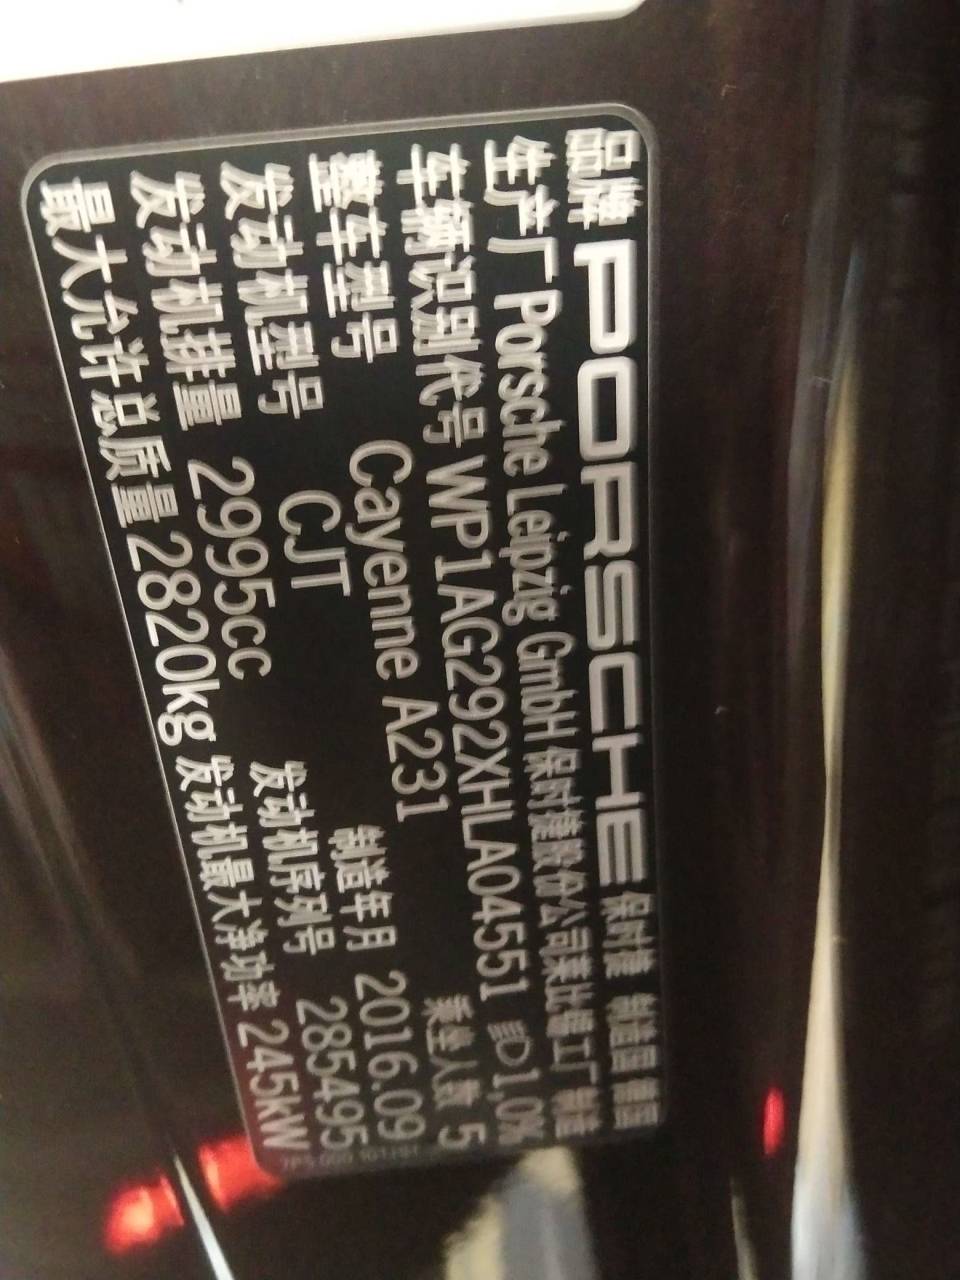 品牌 PORSCHE 保时捷 制造国 德国
生产厂 Porsche Leipzig GmbH 保时捷股份公司莱比锡工厂 制造
车辆识别代号 WP1AG292XHLA04551 1,0%
整车型号 Cayenne A231 乘坐人数 5
发动机型号 CJT 制造年月 2016.09
发动机排量 2995cc 发动机序列号 285495
最大允许总质量 2820kg 发动机最大净功率 245kW